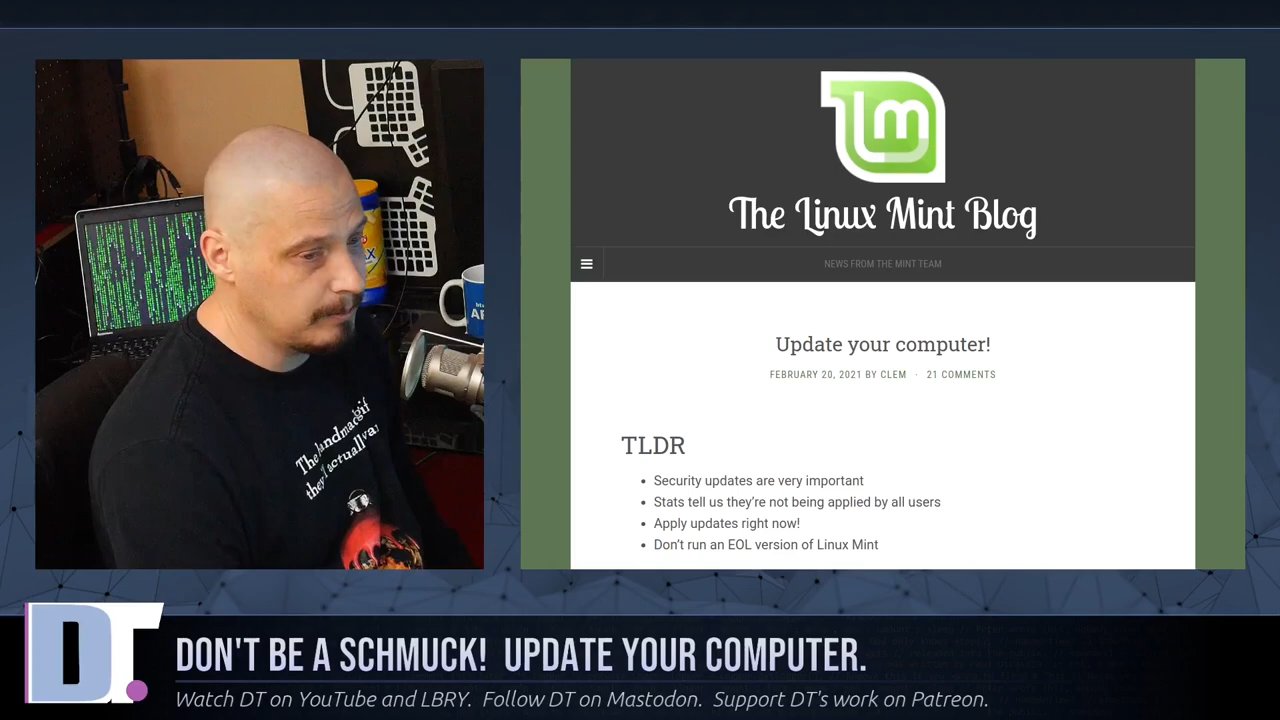 The Linux Mint Blog
NEWS FROM THE MINT TEAM
Update your computer!
FEBRUARY 20, 2021 BY CLEM · 21 COMMENTS
TLDR
• Security updates are very important
• Stats tell us they're not being applied by all users
• Apply updates right now!
• Don't run an EOL version of Linux Mint
DT.
DON'T BE A SCHMUCK! UPDATE YOUR COMPUTER.
Watch DT on YouTube and LBRY. Follow DT on Mastodon. Support DT's work on Patreon.